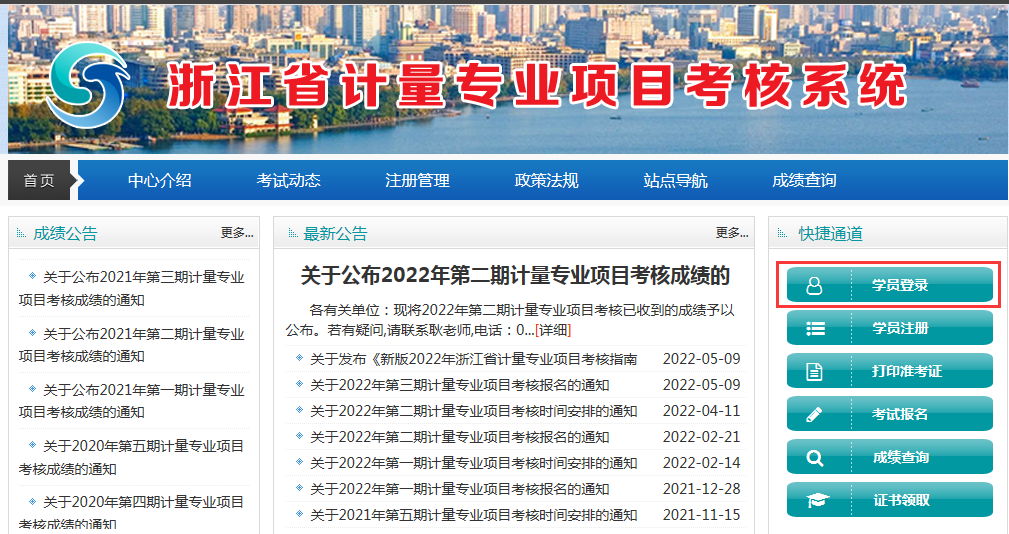 浙江省计量专业项目考核系统
首页
中心介绍
考试动态
注册管理
政策法规
站点导航
成绩查询
成绩公告
更多...
关于公布2021年第三期计量专业
项目考核成绩的通知
关于公布2021年第二期计量专业
项目考核成绩的通知
关于公布2021年第一期计量专业
项目考核成绩的通知
关于2020年第五期计量专业项目
考核成绩的通知
关于2020年第四期计量专业项目
考核成绩的通知
最新公告
更多...
关于公布2022年第二期计量专业项目考核成绩的
各有关单位：现将2022年第二期计量专业项目考核已收到的成绩予以
公布。若有疑问,请联系耿老师,电话：0...[详细]
关于发布《新版2022年浙江省计量专业项目考核指南 2022-05-09
关于2022年第三期计量专业项目考核报名的通知 2022-05-09
关于2022年第二期计量专业项目考核时间安排的通知 2022-04-11
关于2022年第二期计量专业项目考核报名的通知 2022-02-21
关于2022年第一期计量专业项目考核时间安排的通知 2022-02-14
关于2022年第一期计量专业项目考核报名的通知 2021-12-28
关于2021年第五期计量专业项目考核时间安排的通知 2021-11-15
快捷通道
学员登录
学员注册
打印准考证
考试报名
成绩查询
证书领取